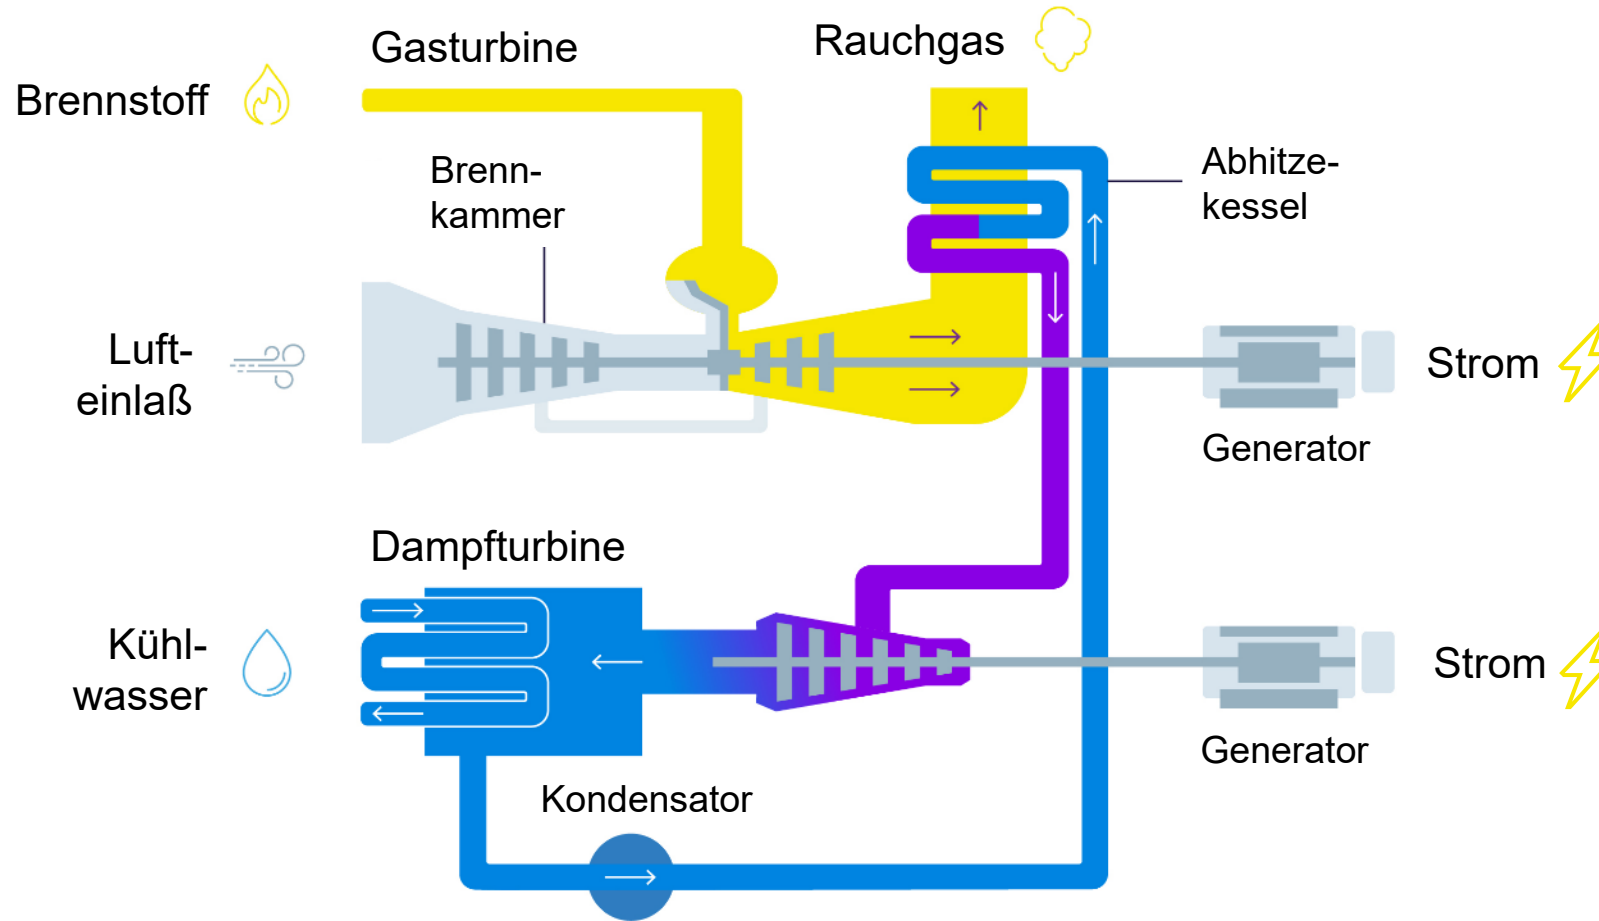 Gasturbine
Rauchgas
Brennstoff
Brenn-
kammer
Abhitze-
kessel
Luft-
einlaß
Strom
Generator
Dampfturbine
Kühl-
wasser
Strom
Generator
Kondensator